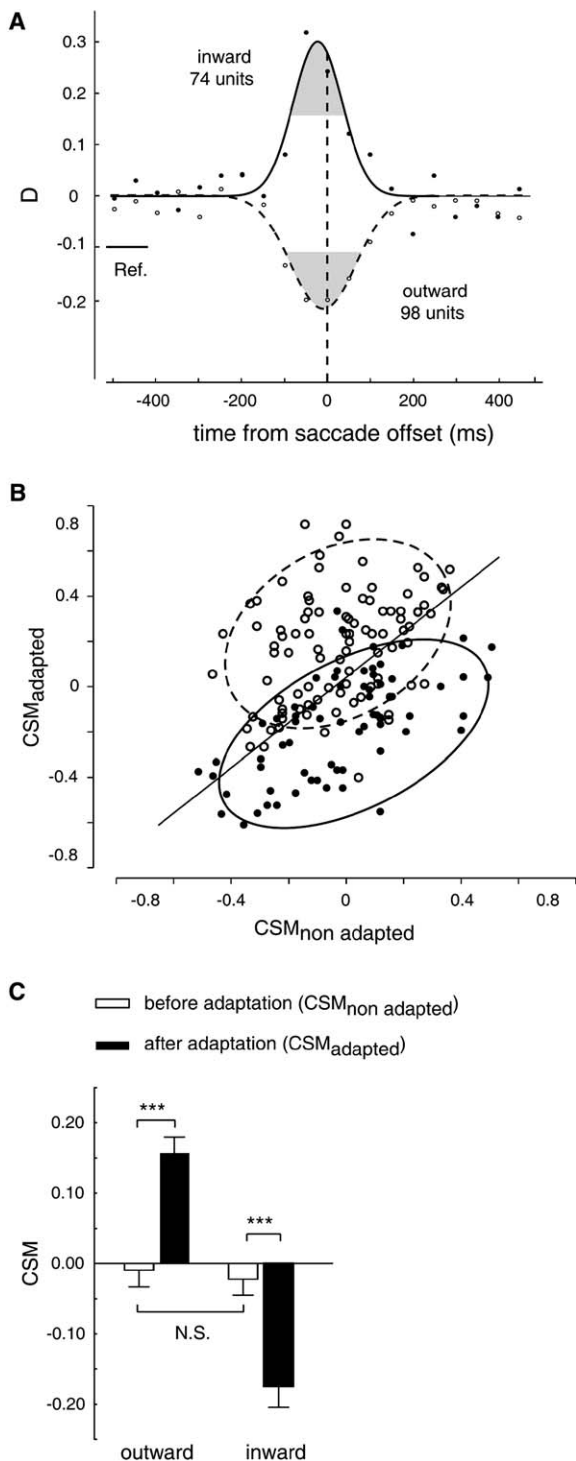 A
0.3
inward
74 units
0.2
0.1
0
D
-0.1
Ref.
outward
98 units
-0.2
-400 -200 0 200 400
time from saccade offset (ms)
B
0.8
0.4
CSMadapted
0
-0.4
-0.8
-0.8 -0.4 0 0.4 0.8
CSMnon adapted
C
before adaptation (CSMnon adapted)
after adaptation (CSMadapted)
***
0.20
0.10
***
CSM
0.00
N.S.
-0.10
-0.20
outward inward